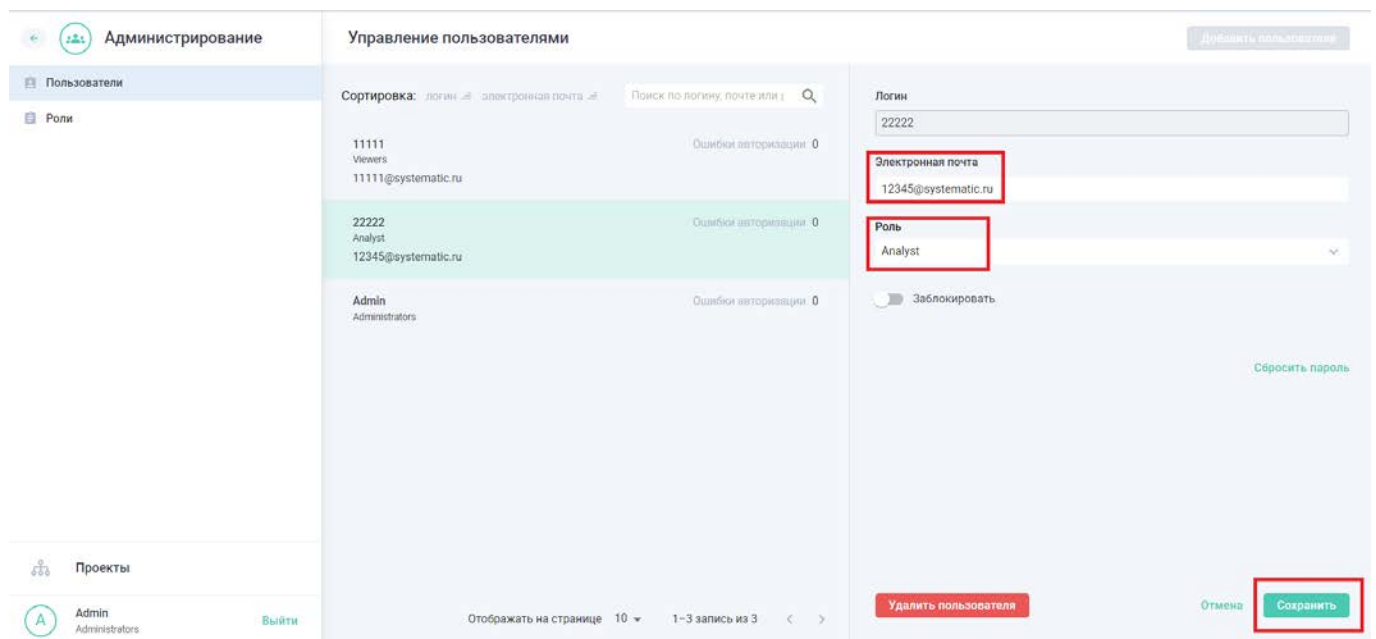 Администрирование
Управление пользователями
Добавить пользователя
Пользователи
Роли
Сортировка: логин электронная почта
Поиск по логину, почте или р
11111
Viewers
11111@systematic.ru
Ошибки авторизации 0
22222
Analyst
12345@systematic.ru
Ошибки авторизации 0
Admin
Administrators
Ошибки авторизации 0
Логин
22222
Электронная почта
12345@systematic.ru
Роль
Analyst
Заблокировать
Сбросить пароль
Проекты
A
Admin
Administrators
Выйти
Отображать на странице 10
1-3 запись из 3
< >
Удалить пользователя
Отмена
Сохранить